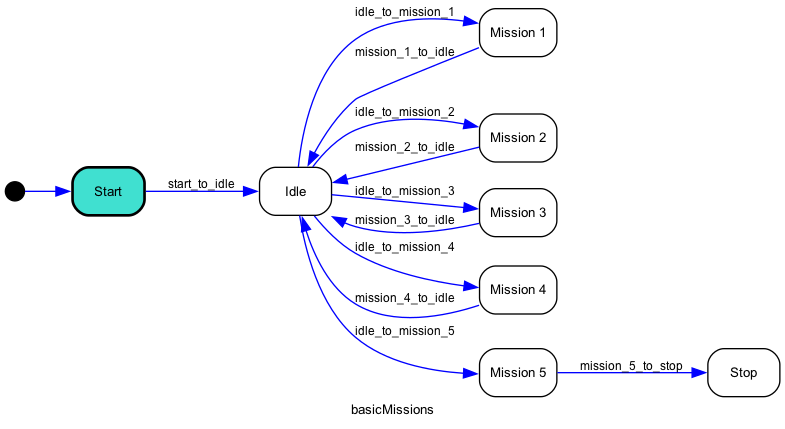 idle_to_mission_1
Mission 1
mission_1_to_idle
idle_to_mission_2
Mission 2
mission_2_to_idle
Start
start_to_idle
Idle
idle_to_mission_3
Mission 3
mission_3_to_idle
idle_to_mission_4
Mission 4
mission_4_to_idle
idle_to_mission_5
Mission 5
mission_5_to_stop
Stop
basicMissions